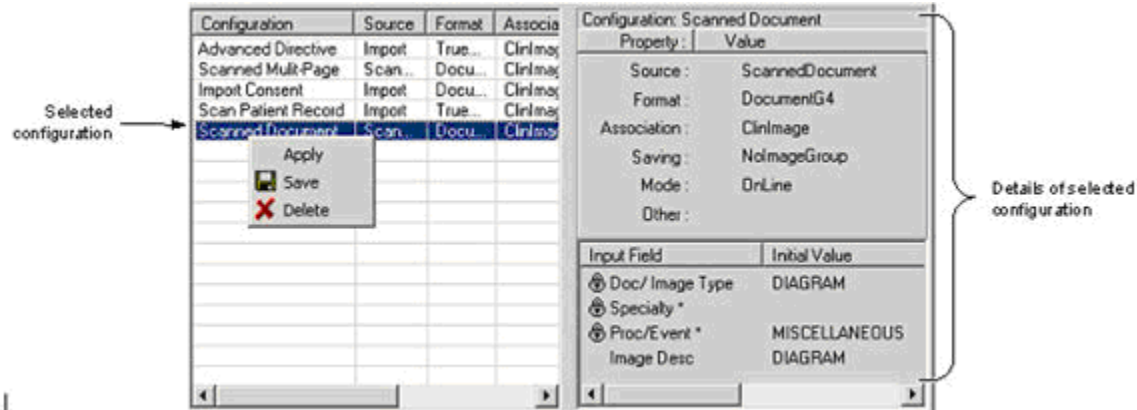 Configuration Source Format Associa
Advanced Directive Import True... ClinImag
Scanned Mulit-Page Scan... Docu... ClinImag
Import Consent Import Docu... ClinImag
Scan Patient Record Import True... ClinImag
Scanned Document Scan... Docu... ClinImag
Apply
Save
Delete
Selected
configuration
Configuration: Scanned Document
Property : Value
Source : ScannedDocument
Format : DocumentG4
Association : ClinImage
Saving : NoImageGroup
Mode : OnLine
Other :
Input Field Initial Value
Doc/ Image Type DIAGRAM
Specialty *
Proc/Event * MISCELLANEOUS
Image Desc DIAGRAM
Details of selected
configuration